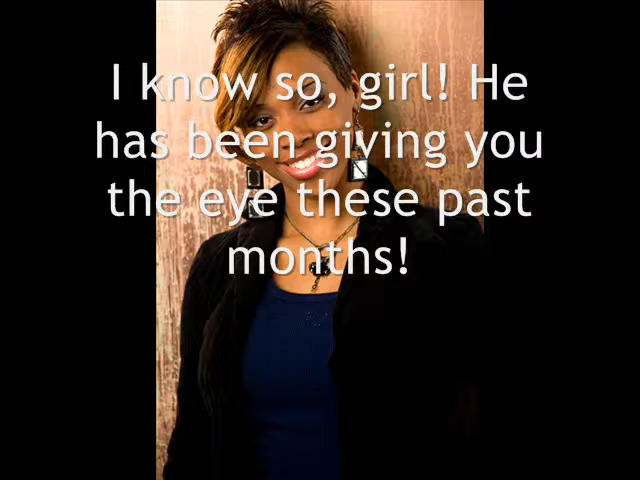 I know so, girl! He
has been giving you
the eye these past
months!